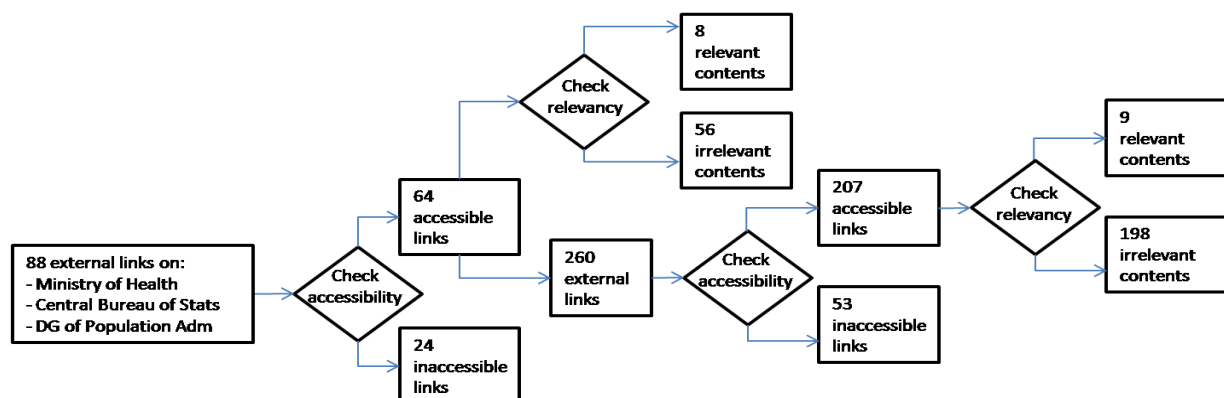 88 external links on:
- Ministry of Health
- Central Bureau of Stats
- DG of Population Adm
Check
accessibility
64
accessible
links
24
inaccessible
links
Check
relevancy
8
relevant
contents
56
irrelevant
contents
260
external
links
Check
accessibility
207
accessible
links
53
inaccessible
links
Check
relevancy
9
relevant
contents
198
irrelevant
contents